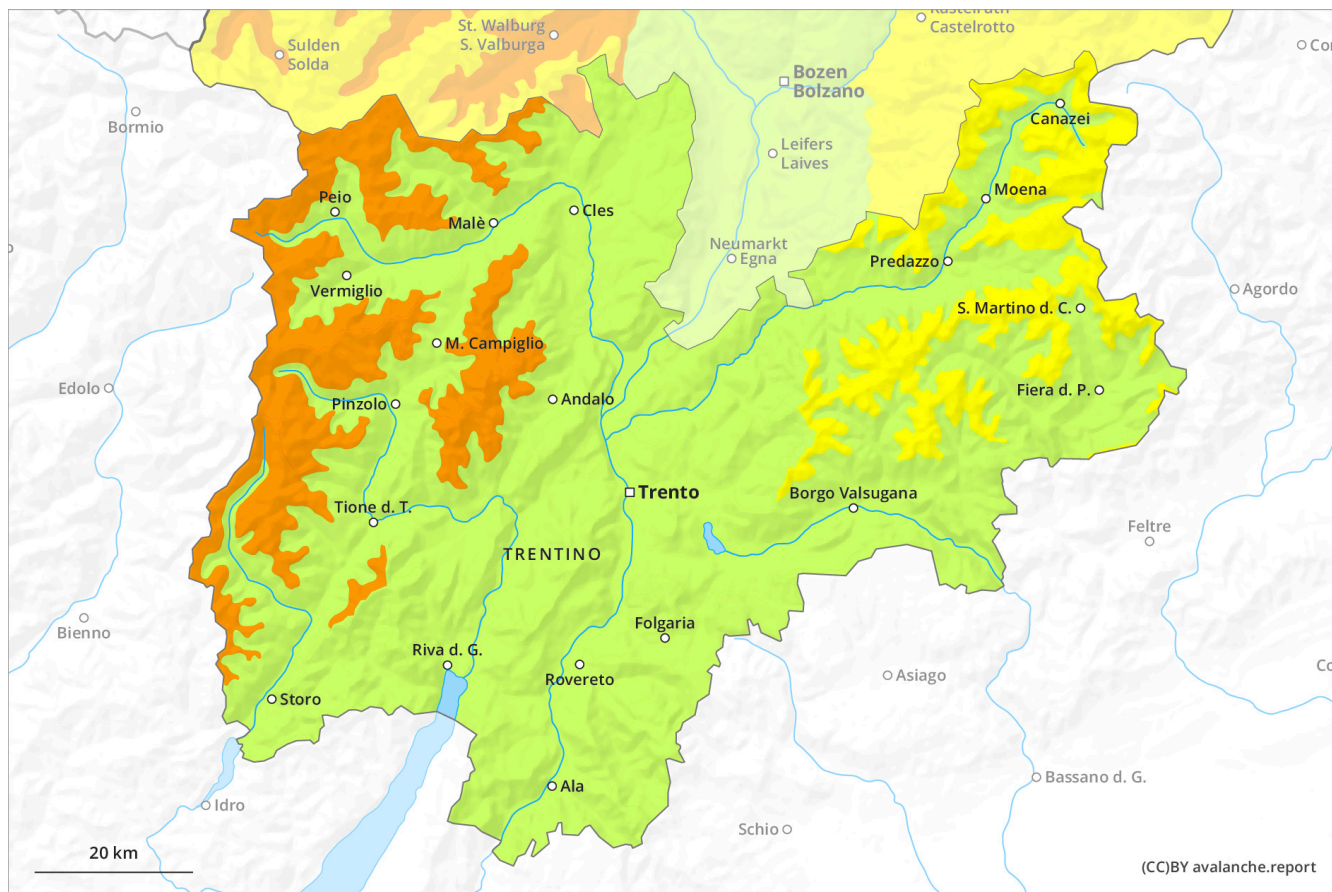 Kastelruth
Castelrotto
St. Walburg
S. Valburga
Sulden
Solda
Bozen
Bolzano
Bormio
Canazei
Leifers
Laives
Moena
Peio
Cles
Malè
Neumarkt
Egna
Predazzo
Vermiglio
Agordo
S. Martino d. C.
M. Campiglio
Edolo
Fiera d. P.
Andalo
Pinzolo
Trento
Borgo Valsugana
Tione d. T.
Feltre
TRENTINO
Bienno
Folgaria
Riva d. G.
Rovereto
Asiago
Storo
Bassano d. G.
Ala
Idro
Schio
20 km
(CC)BY avalanche.report